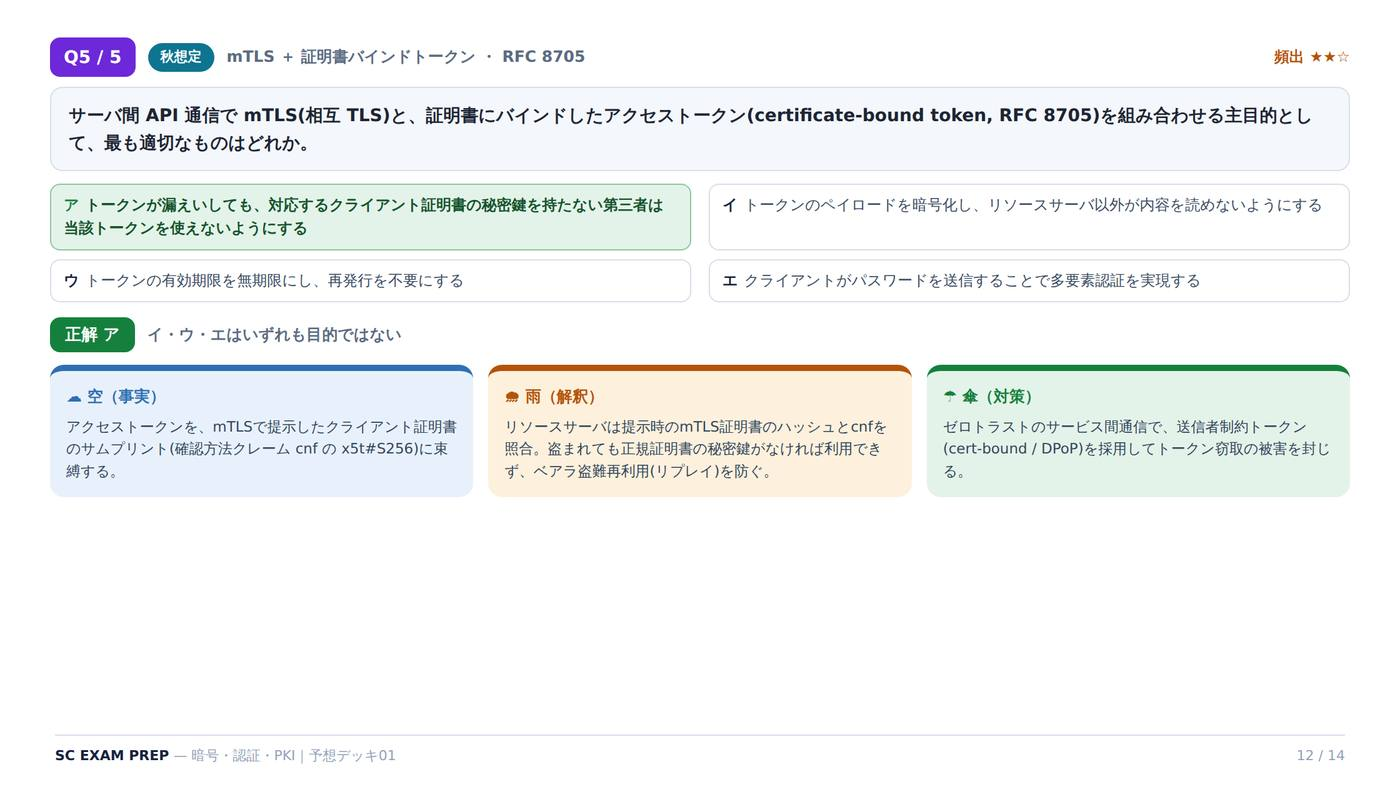 Q5 / 5 秋想定 mTLS + 証明書バインドトークン ・ RFC 8705 頻出 ★★☆
サーバ間 API 通信で mTLS(相互 TLS)と、証明書にバインドしたアクセストークン(certificate-bound token, RFC 8705)を組み合わせる主目的とし
て、最も適切なものはどれか。
ア トークンが漏えいしても、対応するクライアント証明書の秘密鍵を持たない第三者は
当該トークンを使えないようにする
イ トークンのペイロードを暗号化し、リソースサーバ以外が内容を読めないようにする
ウ トークンの有効期限を無期限にし、再発行を不要にする
エ クライアントがパスワードを送信することで多要素認証を実現する
正解 ア イ・ウ・エはいずれも目的ではない
☁ 空（事実）
アクセストークンを、mTLSで提示したクライアント証明書
のサムプリント(確認方法クレーム cnf の x5t#S256)に束
縛する。
🌧 雨（解釈）
リソースサーバは提示時のmTLS証明書のハッシュとcnfを
照合。盗まれても正規証明書の秘密鍵がなければ利用でき
ず、ベアラ盗難再利用(リプレイ)を防ぐ。
☂ 傘（対策）
ゼロトラストのサービス間通信で、送信者制約トークン
(cert-bound / DPoP)を採用してトークン窃取の被害を封じ
る。
SC EXAM PREP — 暗号・認証・PKI｜予想デッキ01 12 / 14